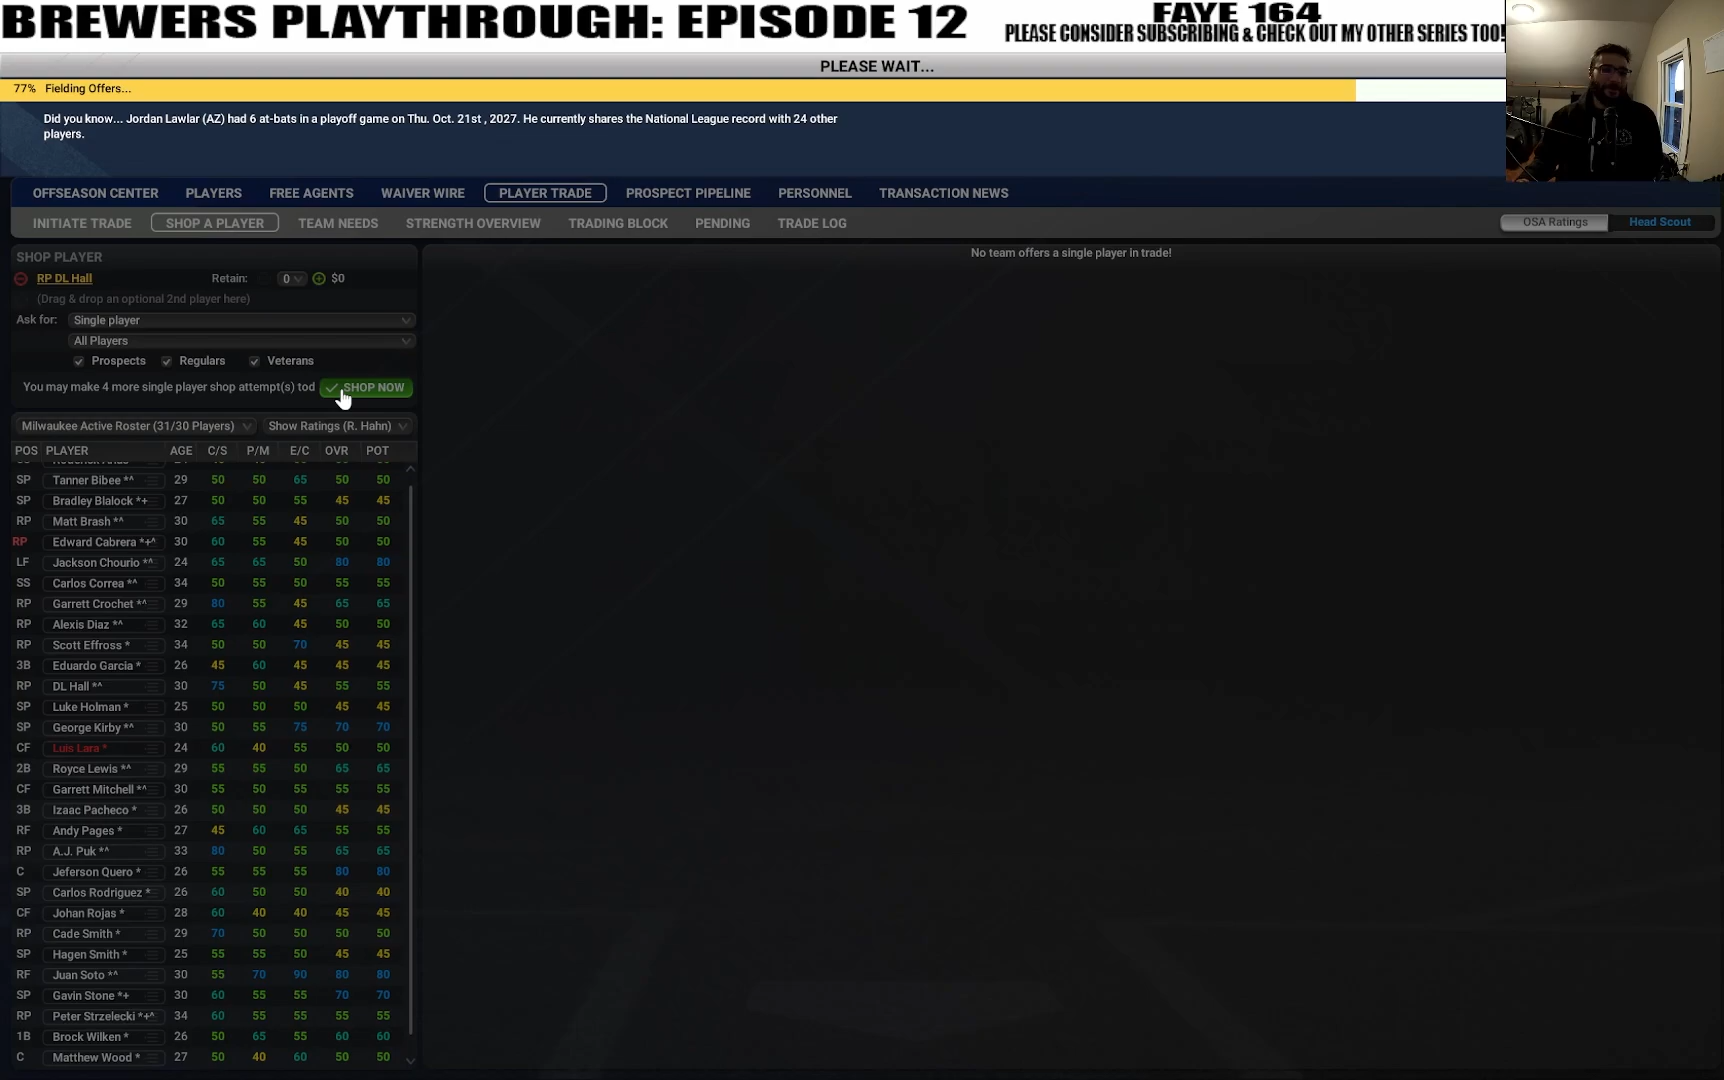 BREWERS PLAYTHROUGH: EPISODE 12
FAYE 164
PLEASE CONSIDER SUBSCRIBING & CHECK OUT MY OTHER SERIES TOO!
PLEASE WAIT...
77% Fielding Offers...
Did you know... Jordan Lawlar (AZ) had 6 at-bats in a playoff game on Thu. Oct. 21st , 2027. He currently shares the National League record with 24 other
players.
OFFSEASON CENTER PLAYERS FREE AGENTS WAIVER WIRE PLAYER TRADE PROSPECT PIPELINE PERSONNEL TRANSACTION NEWS
INITIATE TRADE SHOP A PLAYER TEAM NEEDS STRENGTH OVERVIEW TRADING BLOCK PENDING TRADE LOG OSA Ratings Head Scout
SHOP PLAYER
No team offers a single player in trade!
RP DL Hall Retain: 0 $0
(Drag & drop an optional 2nd player here)
Ask for: Single player
All Players
Prospects Regulars Veterans
You may make 4 more single player shop attempt(s) tod SHOP NOW
Milwaukee Active Roster (31/30 Players) Show Ratings (R. Hahn)
POS PLAYER AGE C/S P/M E/C OVR POT
SP Tanner Bibee *^ 29 50 50 65 50 50
SP Bradley Blalock *+ 27 50 50 55 45 45
RP Matt Brash *^ 30 65 55 45 50 50
RP Edward Cabrera *+^ 30 60 55 45 50 50
LF Jackson Chourio *^ 24 65 65 50 80 80
SS Carlos Correa *^ 34 50 55 50 55 55
RP Garrett Crochet *^ 29 80 55 45 65 65
RP Alexis Diaz *^ 32 65 60 45 50 50
RP Scott Effross * 34 50 50 70 45 45
3B Eduardo Garcia * 26 45 60 45 45 45
RP DL Hall *^ 30 75 50 45 55 55
SP Luke Holman * 25 50 50 50 45 45
SP George Kirby *^ 30 50 55 75 70 70
CF Luis Lara * 24 60 40 55 50 50
2B Royce Lewis *^ 29 55 55 50 65 65
CF Garrett Mitchell *^ 30 55 50 55 55 55
3B Izaac Pacheco * 26 50 50 50 45 45
RF Andy Pages * 27 45 60 65 55 55
RP A.J. Puk *^ 33 80 50 55 65 65
C Jeferson Quero * 26 55 55 55 80 80
SP Carlos Rodriguez * 26 60 50 50 40 40
CF Johan Rojas * 28 60 40 40 45 45
RP Cade Smith * 29 70 50 50 50 50
SP Hagen Smith * 25 55 55 50 45 45
RF Juan Soto *^ 30 55 70 90 80 80
SP Gavin Stone *+ 30 60 55 55 70 70
RP Peter Strzelecki *+^ 34 60 55 55 55 55
1B Brock Wilken * 26 50 65 55 60 60
C Matthew Wood * 27 50 40 60 50 50